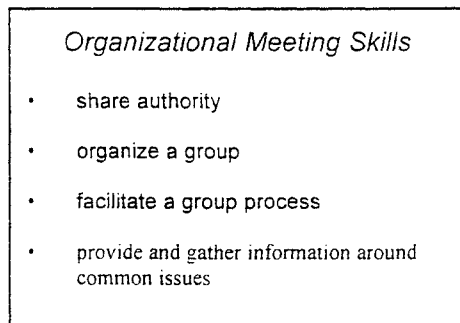 Organizational Meeting Skills
• share authority
• organize a group
• facilitate a group process
• provide and gather information around
common issues